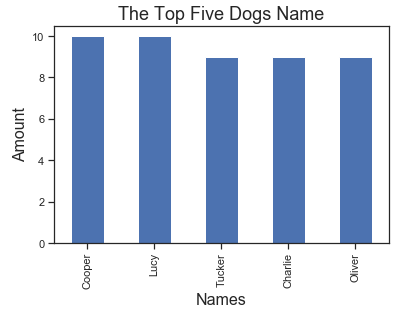 The Top Five Dogs Name
10
8
6
4
2
0
Amount
Cooper
Lucy
Tucker
Charlie
Oliver
Names